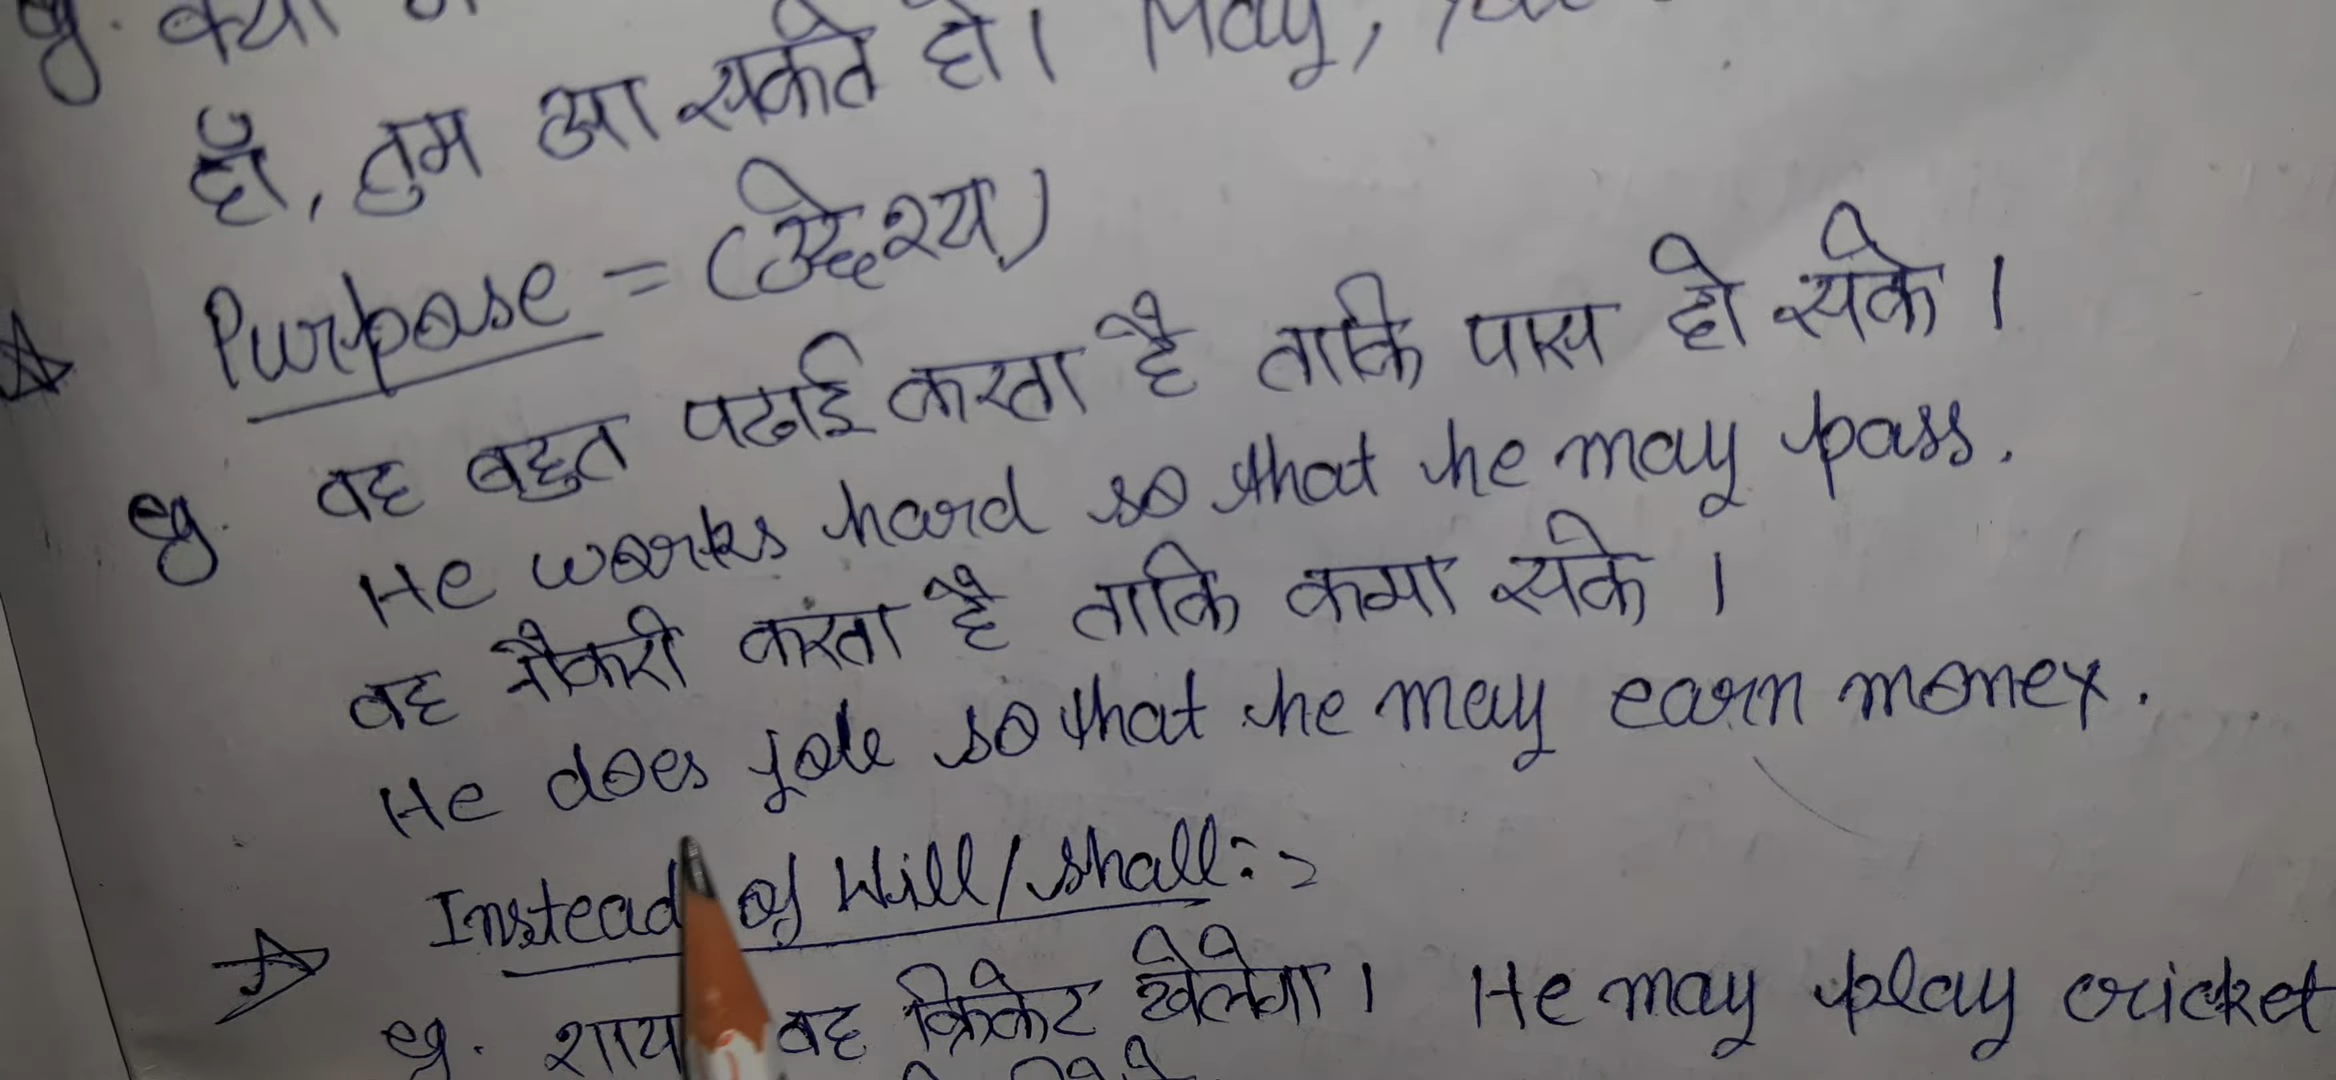 eg. क्या
हाँ, तुम आ सकते हो। May,
Purpose = (उद्देश्य)
eg. वह बहुत पढाई करता है ताकि पास हो सके।
He works hard so that he may pass.
वह नौकरी करता है ताकि कमा सके।
He does job so that he may earn money.
Instead of Will/shall:->
eg. वह क्रिकेट खेलेगा। He may play cricket